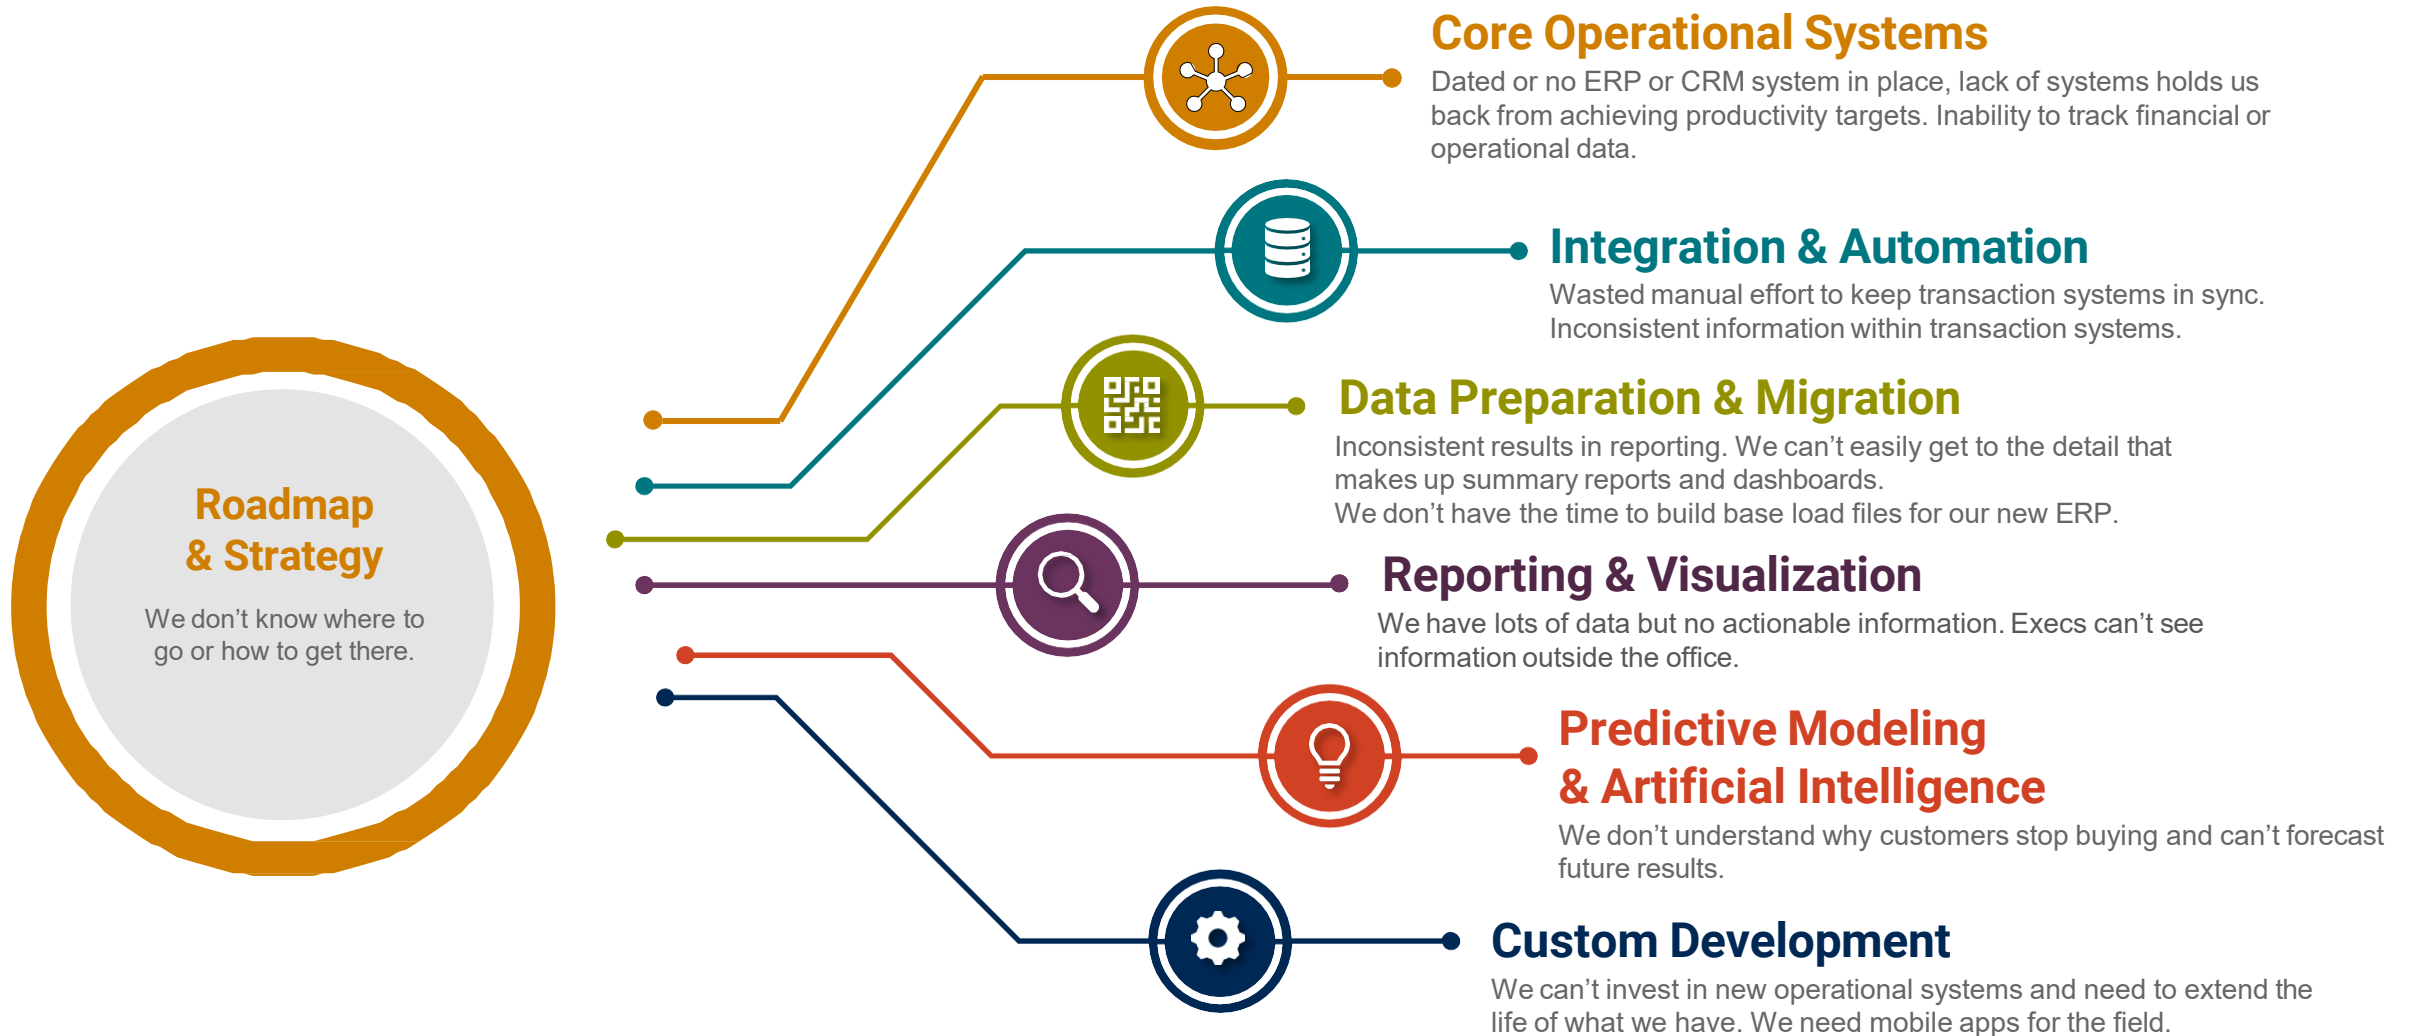 Roadmap
& Strategy
We don’t know where to
go or how to get there.
Core Operational Systems
Dated or no ERP or CRM system in place, lack of systems holds us
back from achieving productivity targets. Inability to track financial or
operational data.
Integration & Automation
Wasted manual effort to keep transaction systems in sync.
Inconsistent information within transaction systems.
Data Preparation & Migration
Inconsistent results in reporting. We can’t easily get to the detail that
makes up summary reports and dashboards.
We don’t have the time to build base load files for our new ERP.
Reporting & Visualization
We have lots of data but no actionable information. Execs can’t see
information outside the office.
Predictive Modeling
& Artificial Intelligence
We don’t understand why customers stop buying and can’t forecast
future results.
Custom Development
We can’t invest in new operational systems and need to extend the
life of what we have. We need mobile apps for the field.